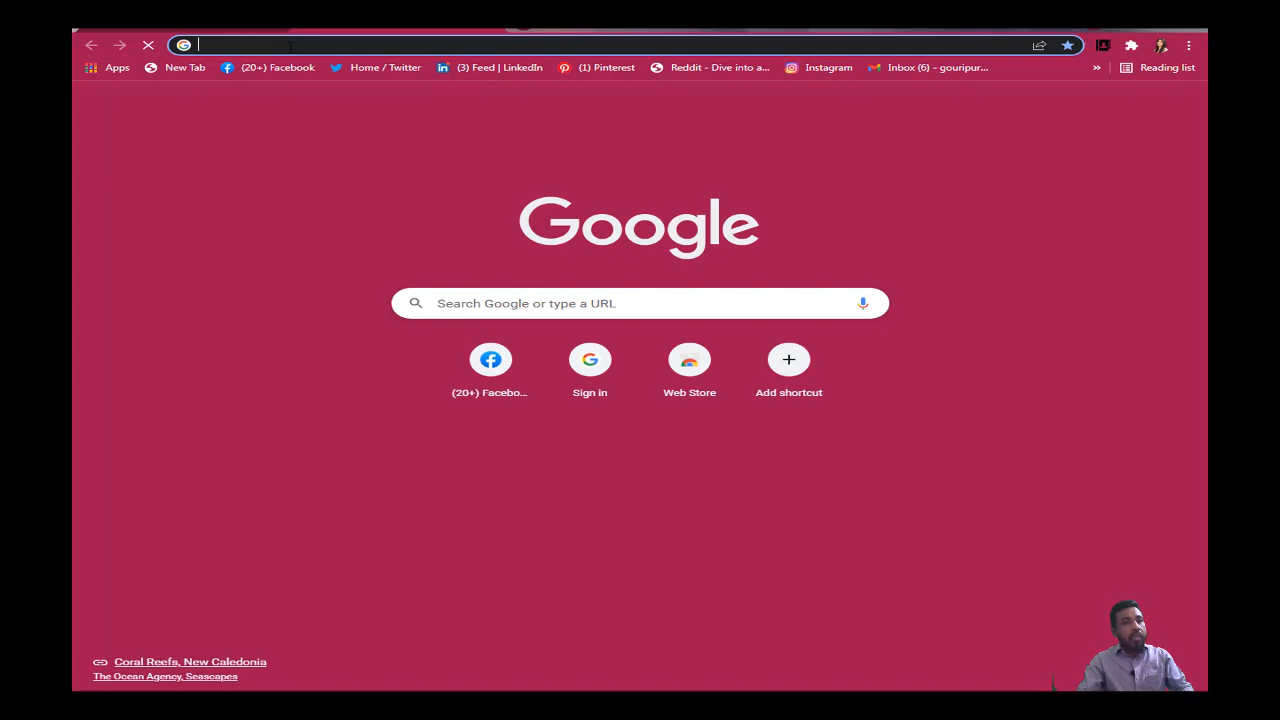 Apps New Tab (20+) Facebook Home / Twitter (3) Feed | LinkedIn (1) Pinterest Reddit - Dive into a... Instagram Inbox (6) - gouripur... » Reading list
Google
Search Google or type a URL
(20+) Facebo... Sign in Web Store Add shortcut
Coral Reefs, New Caledonia
The Ocean Agency, Seascapes